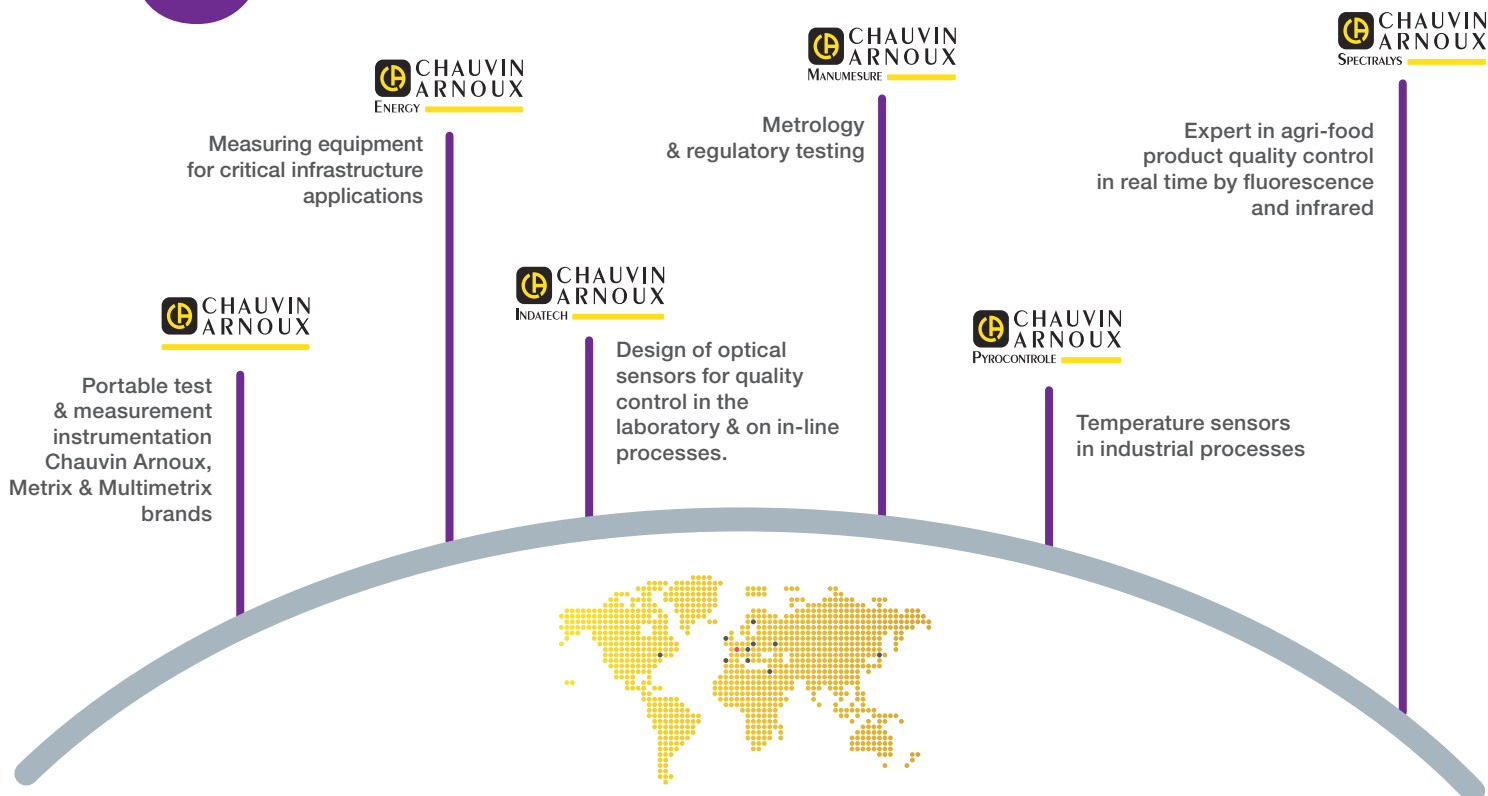 CHAUVIN
ARNOUX
Portable test
& measurement
instrumentation
Chauvin Arnoux,
Metrix & Multimetrix
brands
CHAUVIN
ARNOUX
ENERGY
Measuring equipment
for critical infrastructure
applications
CHAUVIN
ARNOUX
INDATECH
Design of optical
sensors for quality
control in the
laboratory & on in-line
processes.
CHAUVIN
ARNOUX
MANUMESURE
Metrology
& regulatory testing
CHAUVIN
ARNOUX
PYROCONTROLE
Temperature sensors
in industrial processes
CHAUVIN
ARNOUX
SPECTRALYS
Expert in agri-food
product quality control
in real time by fluorescence
and infrared